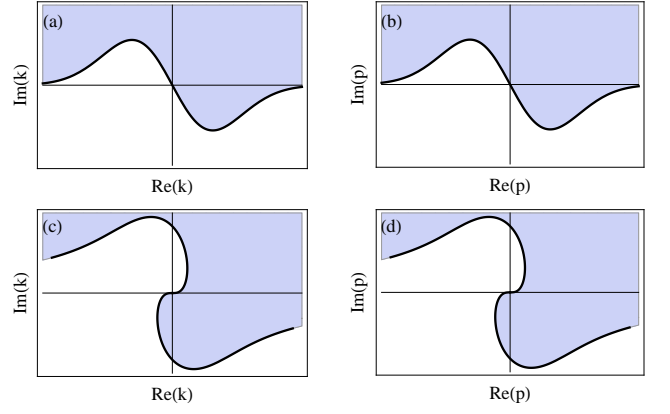 (a)
Im(k)
Re(k)
(b)
Im(p)
Re(p)
(c)
Im(k)
Re(k)
(d)
Im(p)
Re(p)